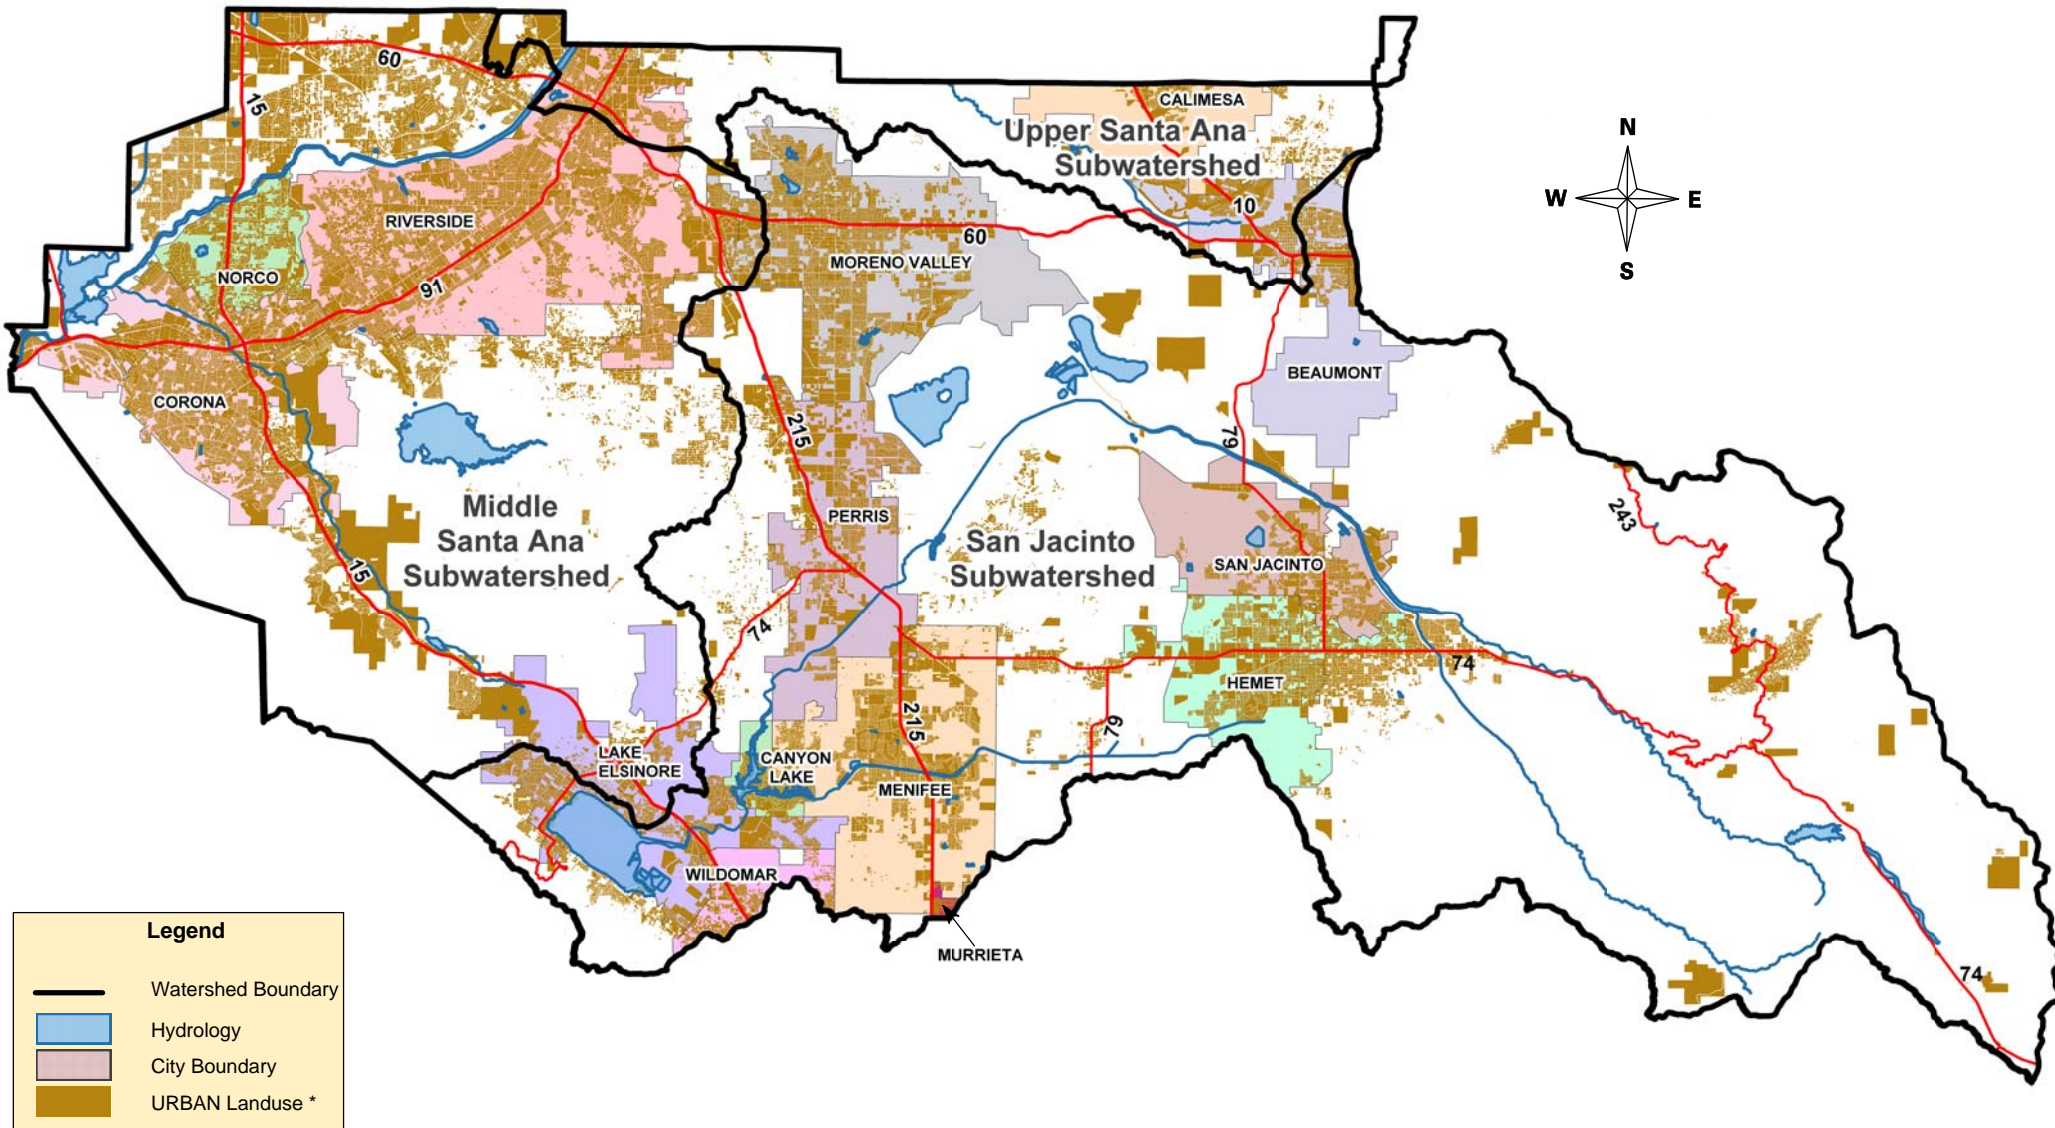 60
15
CALIMESA
Upper Santa Ana
Subwatershed
N
W
E
S
10
RIVERSIDE
60
MORENO VALLEY
NORCO
91
BEAUMONT
CORONA
215
79
Middle
Santa Ana
Subwatershed
PERRIS
San Jacinto
Subwatershed
243
SAN JACINTO
15
74
74
HEMET
215
79
LAKE
ELSINORE
CANYON
LAKE
MENIFEE
WILDOMAR
MURRIETA
74
Legend
Watershed Boundary
Hydrology
City Boundary
URBAN Landuse *